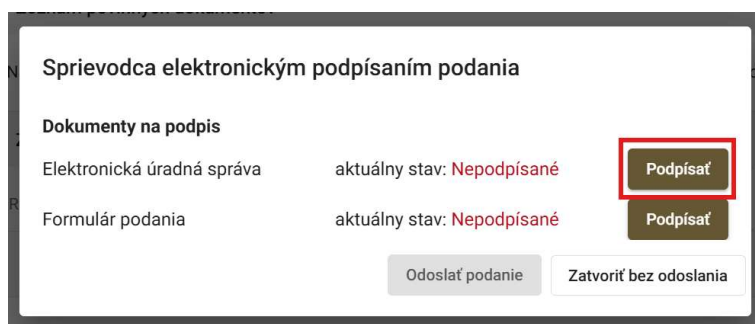 Sprievodca elektronickým podpísaním podania
Dokumenty na podpis
Elektronická úradná správa aktuálny stav: Nepodpísané Podpísať
Formulár podania aktuálny stav: Nepodpísané Podpísať
Odoslať podanie Zatvoriť bez odoslania